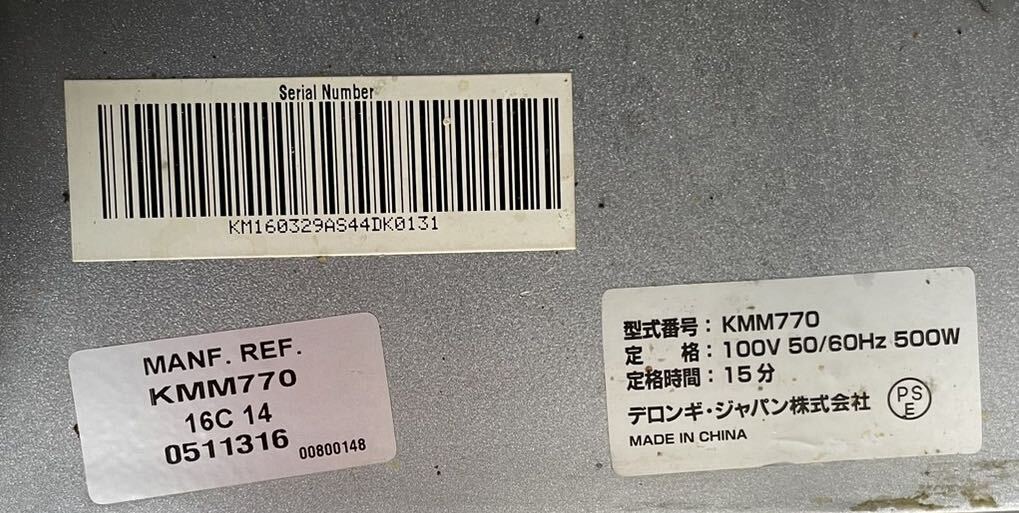 Serial Number
KM160329AS44DK0131
MANF. REF.
KMM770
16C 14
0511316 00800148
型式番号：KMM770
定　　格：100V 50/60Hz 500W
定格時間：15分
デロンギ・ジャパン株式会社
PS
E
MADE IN CHINA